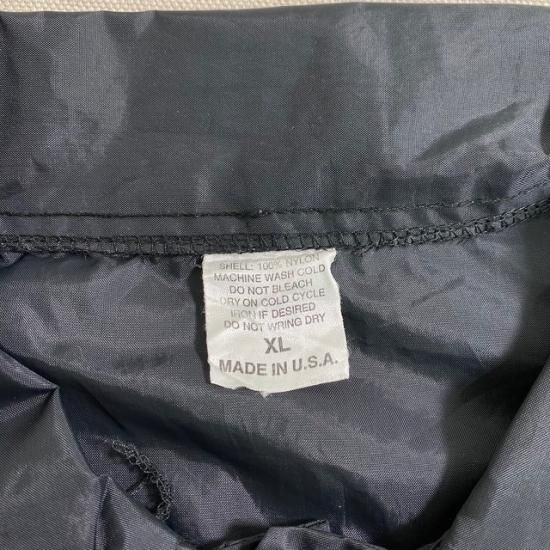 SHELL: 100% NYLON
MACHINE WASH COLD
DO NOT BLEACH
DRY ON COLD CYCLE
IRON IF DESIRED
DO NOT WRING DRY
XL
MADE IN U.S.A.